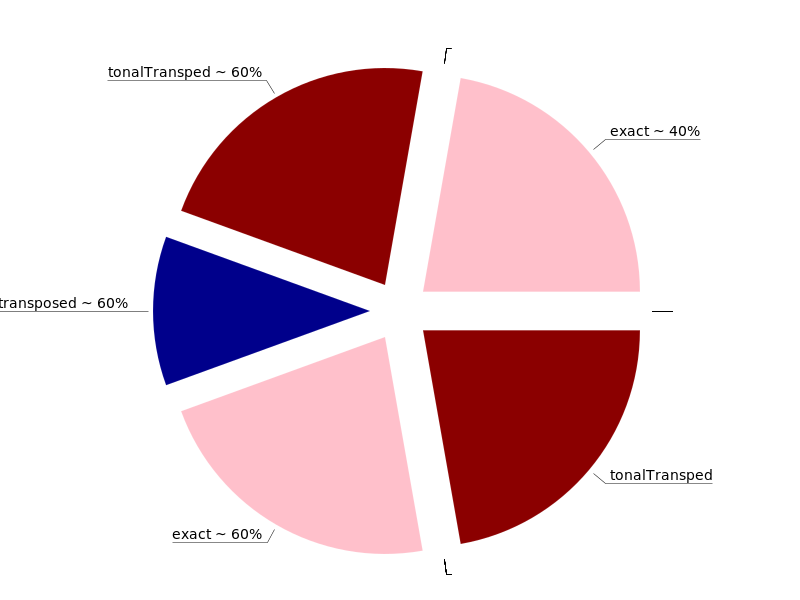 tonalTransped ~ 60%
exact ~ 40%
transposed ~ 60%
tonalTransped
exact ~ 60%